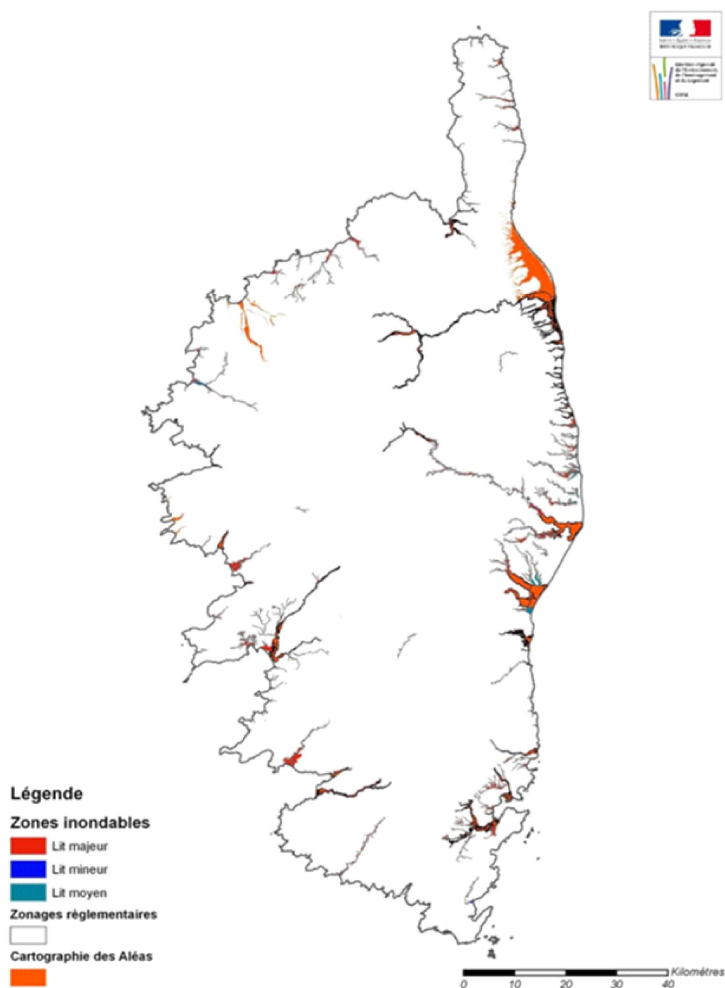 Légende
Zones inondables
Lit majeur
Lit mineur
Lit moyen
Zonages règlementaires
Cartographie des Aléas
Kilomètres
0 10 20 30 40